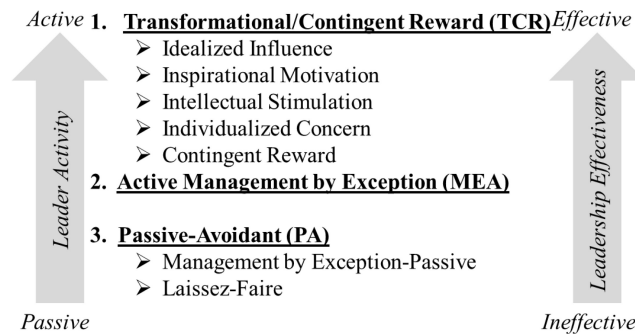 Active
1. Transformational/Contingent Reward (TCR)
Effective
➢ Idealized Influence
➢ Inspirational Motivation
➢ Intellectual Stimulation
➢ Individualized Concern
➢ Contingent Reward
2. Active Management by Exception (MEA)
3. Passive-Avoidant (PA)
➢ Management by Exception-Passive
➢ Laissez-Faire
Leader Activity
Leadership Effectiveness
Passive
Ineffective